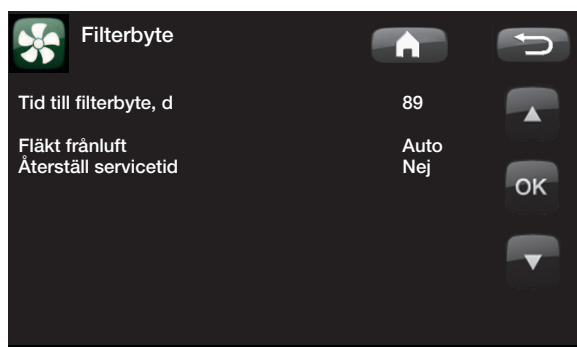 Filterbyte
Tid till filterbyte, d 89
Fläkt frånluft Auto
Återställ servicetid Nej
OK